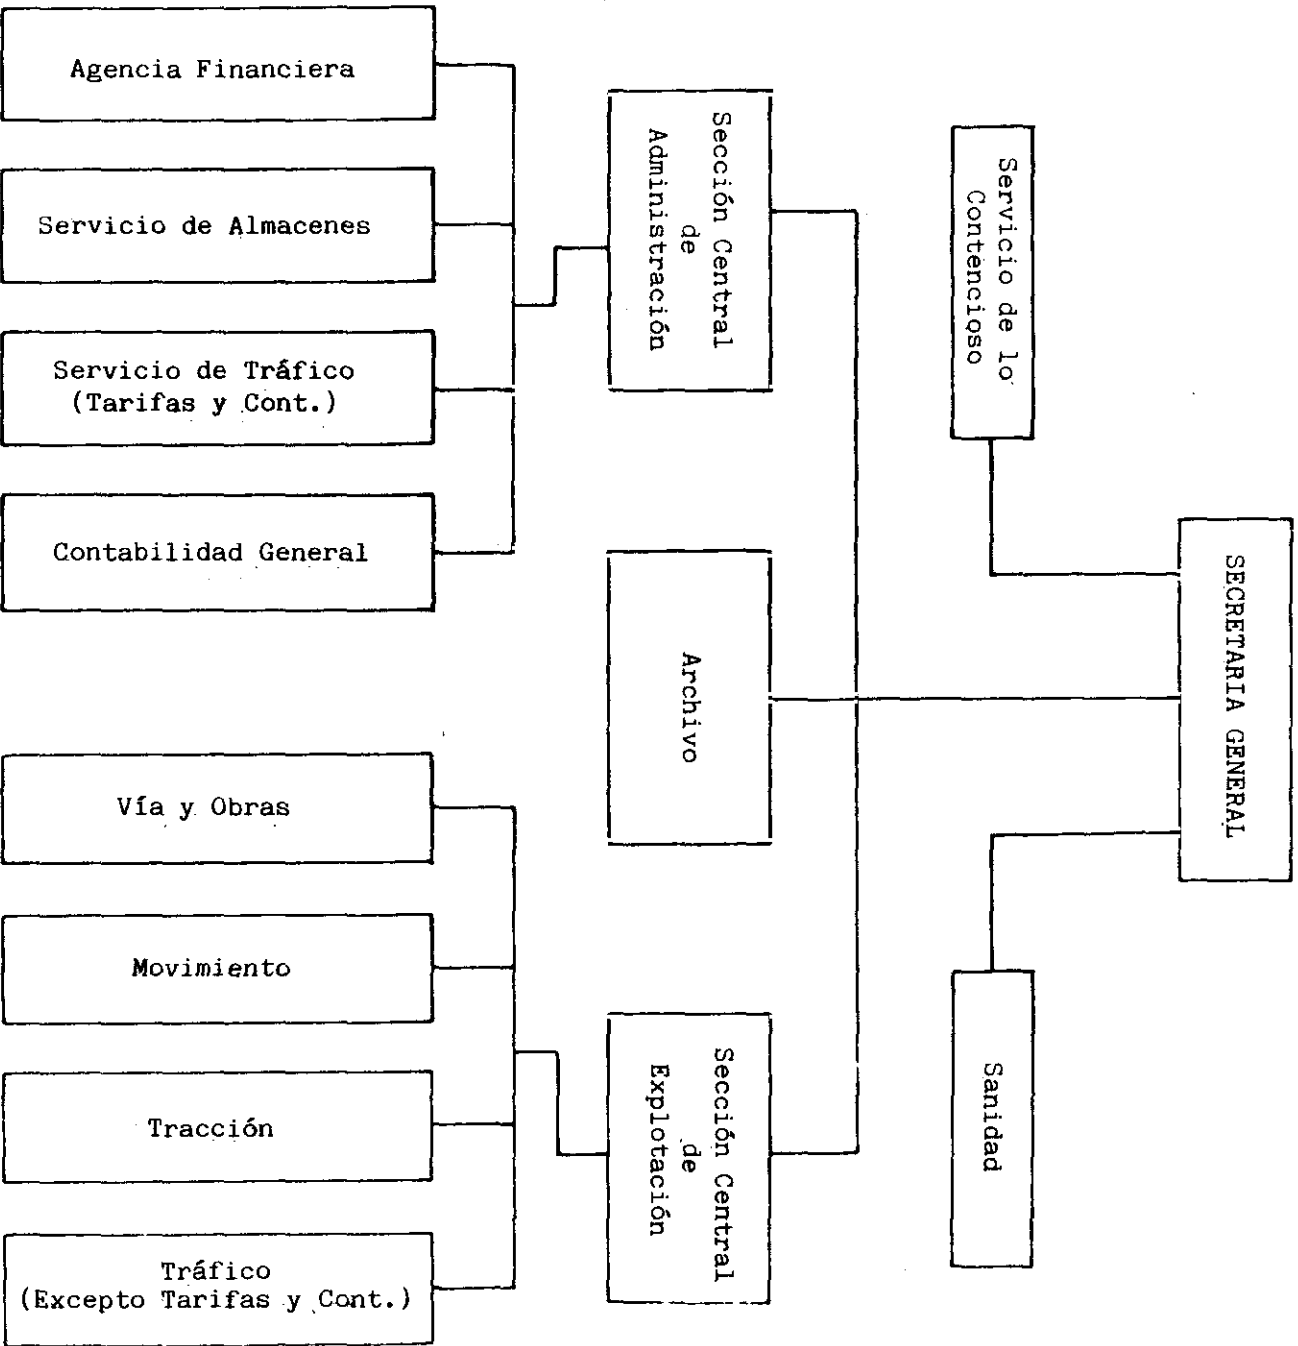 SECRETARIA GENERAL
Servicio de lo
Contencioso
Sanidad
Sección Central
de
Administración
Archivo
Sección Central
de
Explotación
Agencia Financiera
Servicio de Almacenes
Servicio de Tráfico
(Tarifas y Cont.)
Contabilidad General
Vía y Obras
Movimiento
Tracción
Tráfico
(Excepto Tarifas y Cont.)